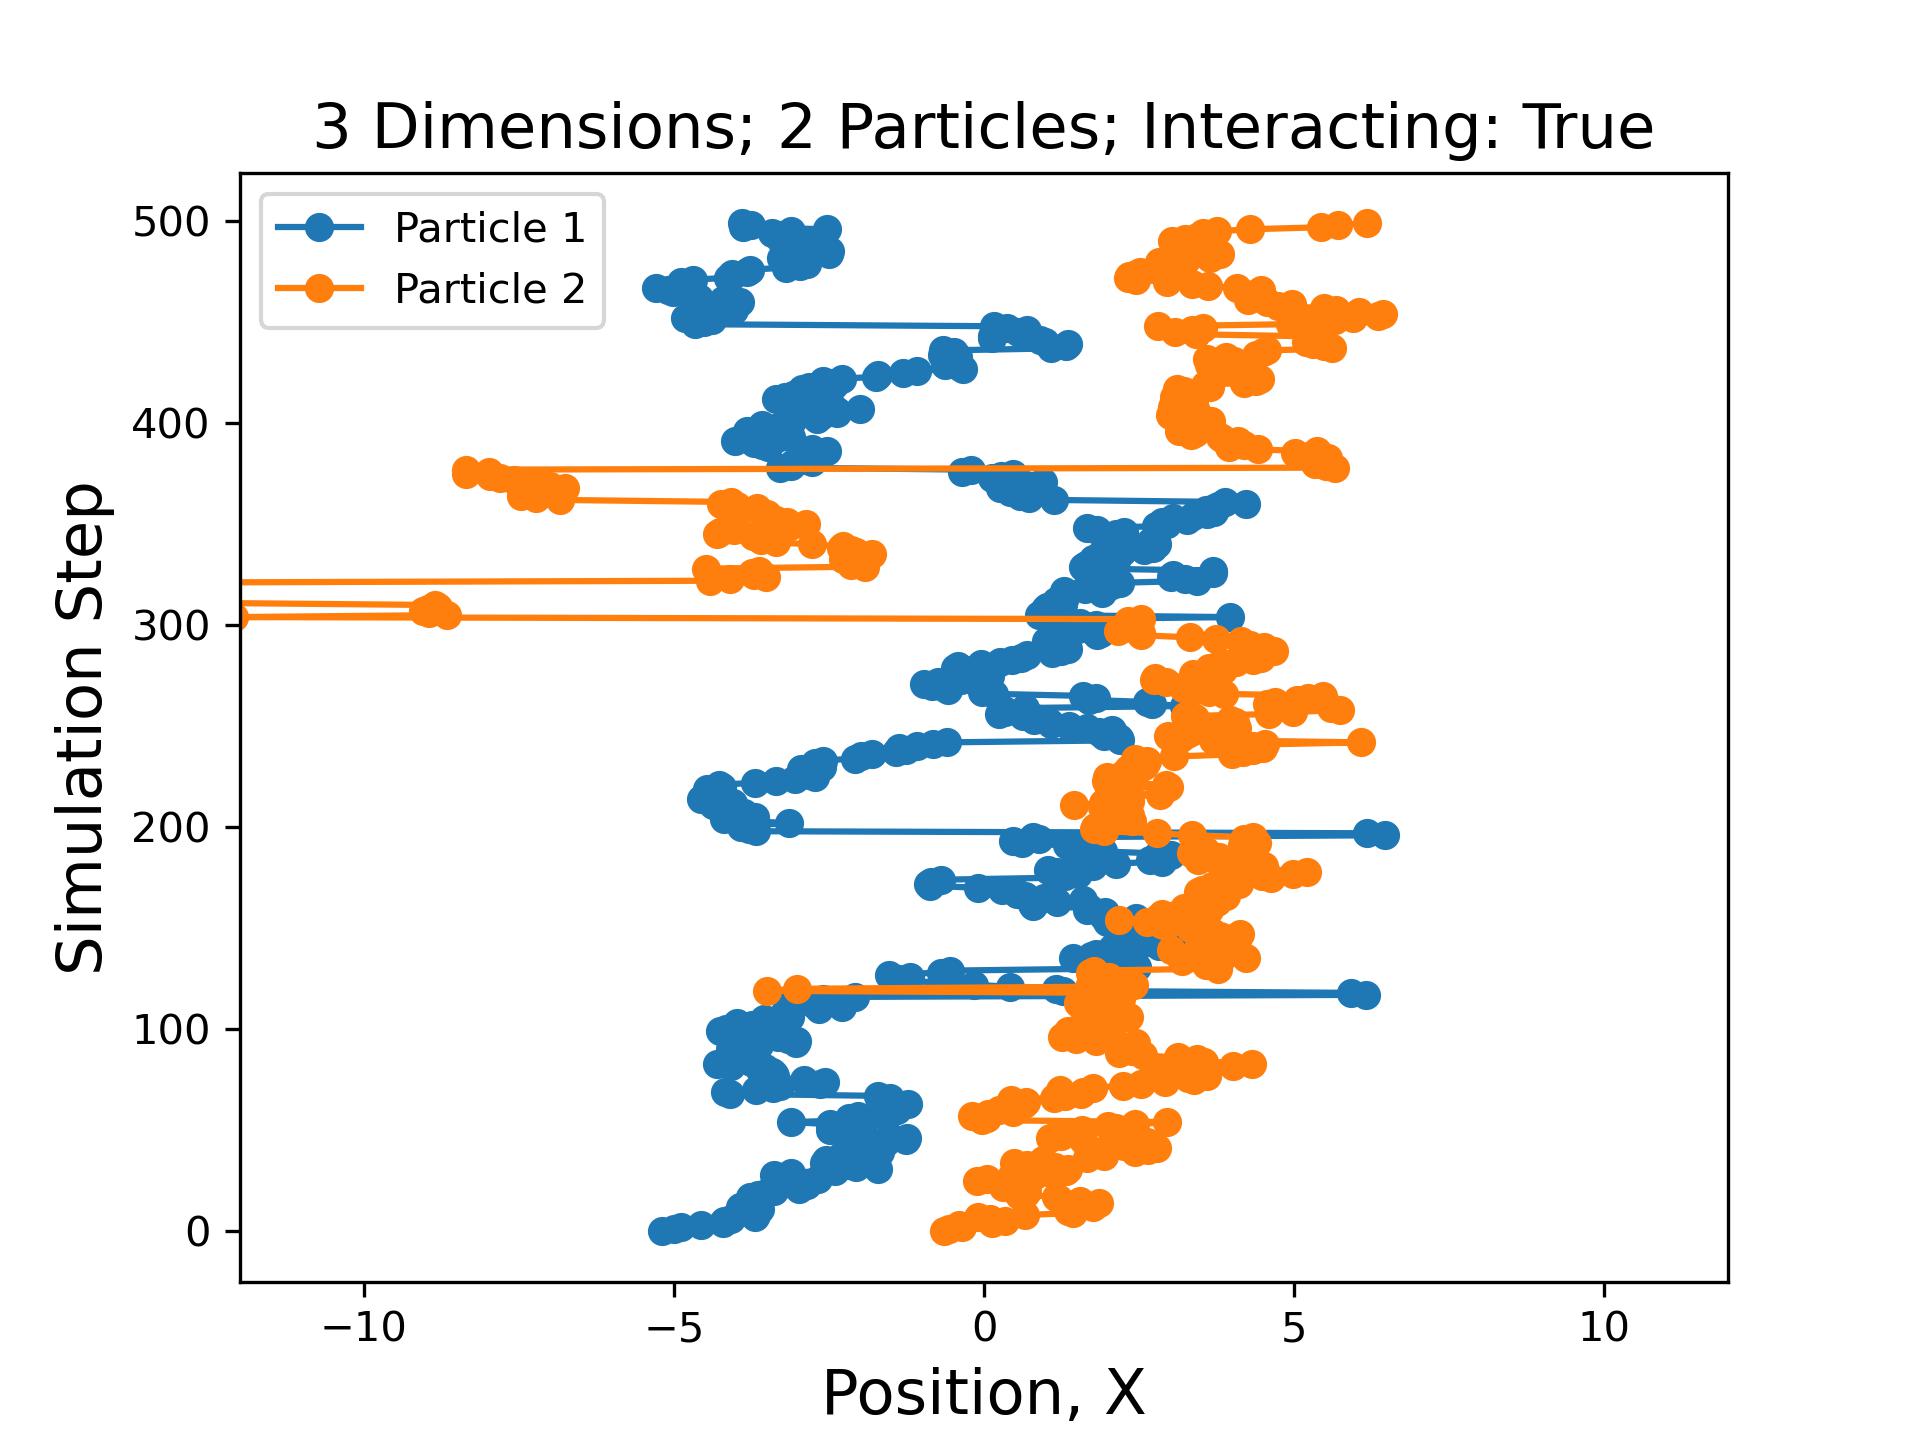 3 Dimensions; 2 Particles; Interacting: True
Particle 1
Particle 2
500
400
300
200
100
0
Simulation Step
−10
−5
0
5
10
Position, X